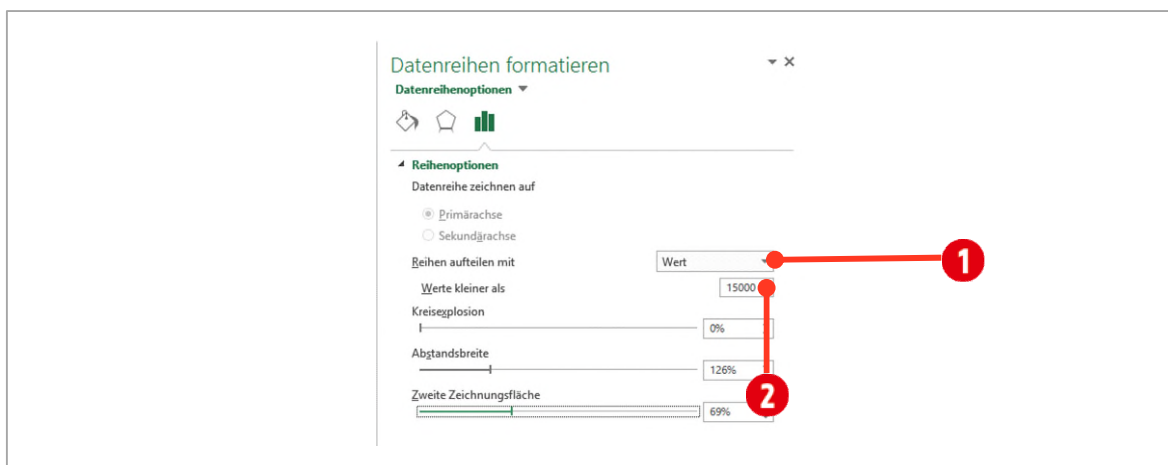 Datenreihen formatieren
Datenreihenoptionen
Reihenoptionen
Datenreihe zeichnen auf
Primärachse
Sekundärachse
Reihen aufteilen mit Wert 1
Werte kleiner als 15000
Kreisexplosion
0%
Abstandsbreite
126%
2
Zweite Zeichnungsfläche
69%